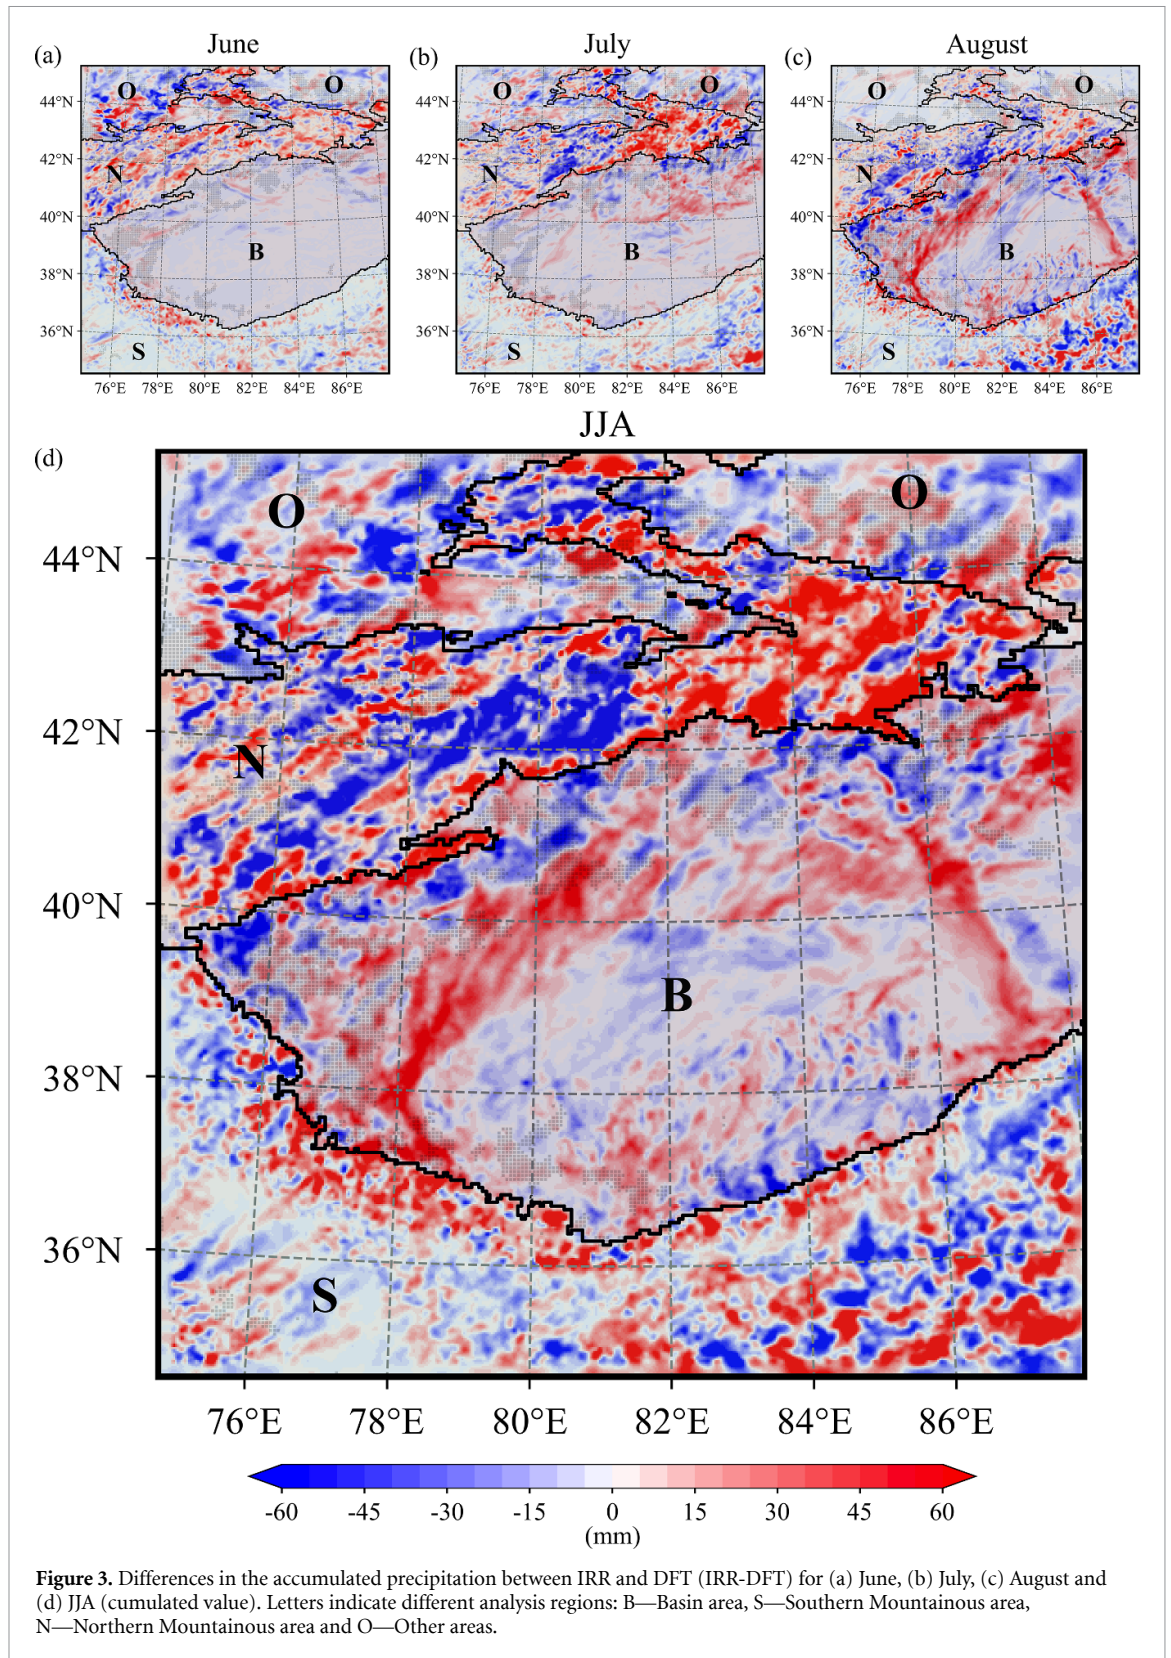 June
July
August
(a)
(b)
(c)
O
O
O
O
O
O
44°N
44°N
44°N
42°N
42°N
42°N
N
N
N
40°N
40°N
40°N
B
B
B
38°N
38°N
38°N
36°N
36°N
36°N
S
S
S
76°E 78°E 80°E 82°E 84°E 86°E
76°E 78°E 80°E 82°E 84°E 86°E
76°E 78°E 80°E 82°E 84°E 86°E
JJA
(d)
O
O
44°N
42°N
N
40°N
B
38°N
36°N
S
76°E 78°E 80°E 82°E 84°E 86°E
-60 -45 -30 -15 0 15 30 45 60
(mm)
Figure 3. Differences in the accumulated precipitation between IRR and DFT (IRR-DFT) for (a) June, (b) July, (c) August and
(d) JJA (cumulated value). Letters indicate different analysis regions: B—Basin area, S—Southern Mountainous area,
N—Northern Mountainous area and O—Other areas.